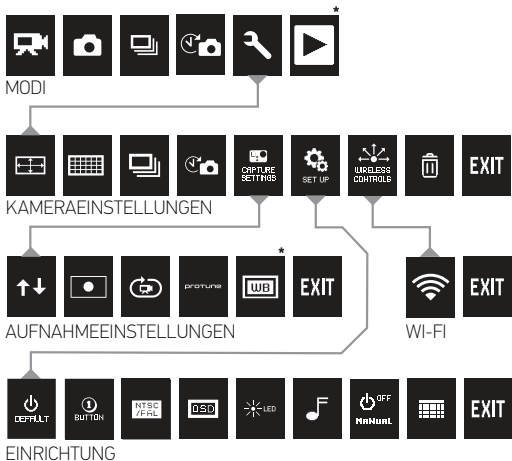 *
MODI
CAPTURE SETTINGS
SET UP
WIRELESS CONTROLS
EXIT
KAMERAEINSTELLUNGEN
*
protune
WB
EXIT
EXIT
AUFNAHMEEINSTELLUNGEN
WI-FI
DEFAULT
1
BUTTON
NTSC
/PAL
OSD
LED
OFF
MANUAL
EXIT
EINRICHTUNG